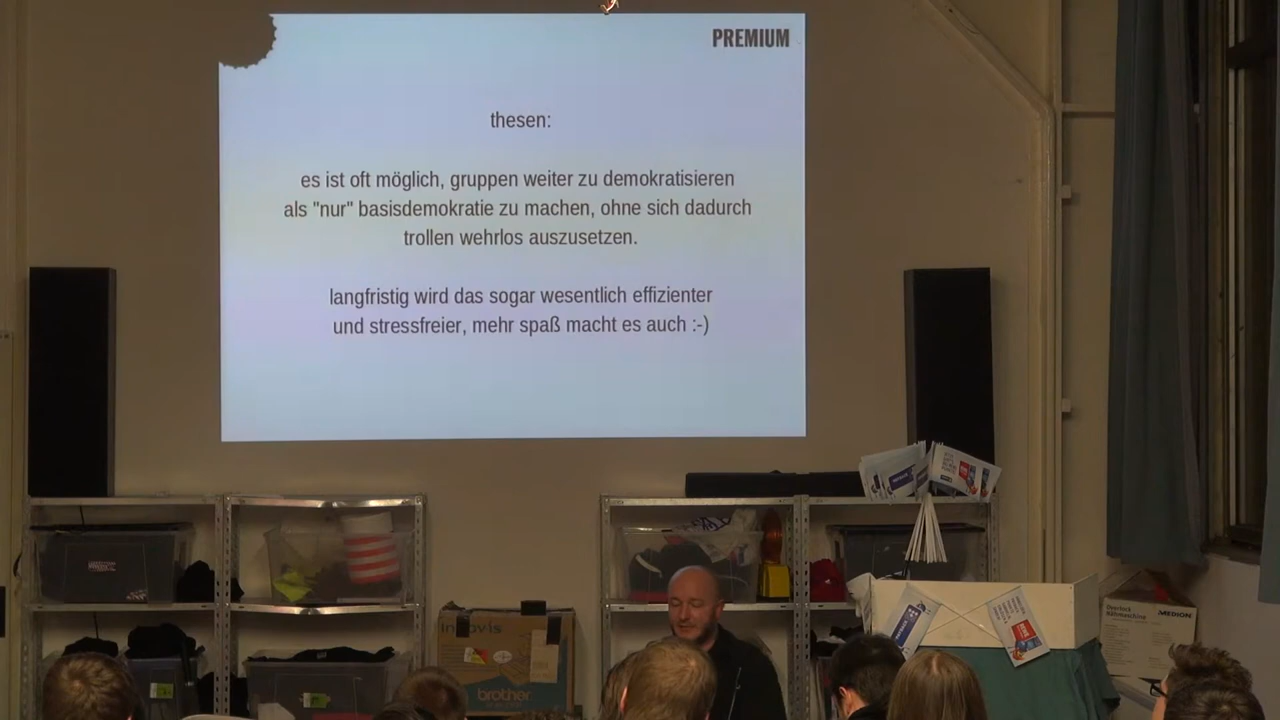 PREMIUM
thesen:
es ist oft möglich, gruppen weiter zu demokratisieren
als "nur" basisdemokratie zu machen, ohne sich dadurch
trollen wehrlos auszusetzen.
langfristig wird das sogar wesentlich effizienter
und stressfreier, mehr spaß macht es auch :-)
brother
MEDION